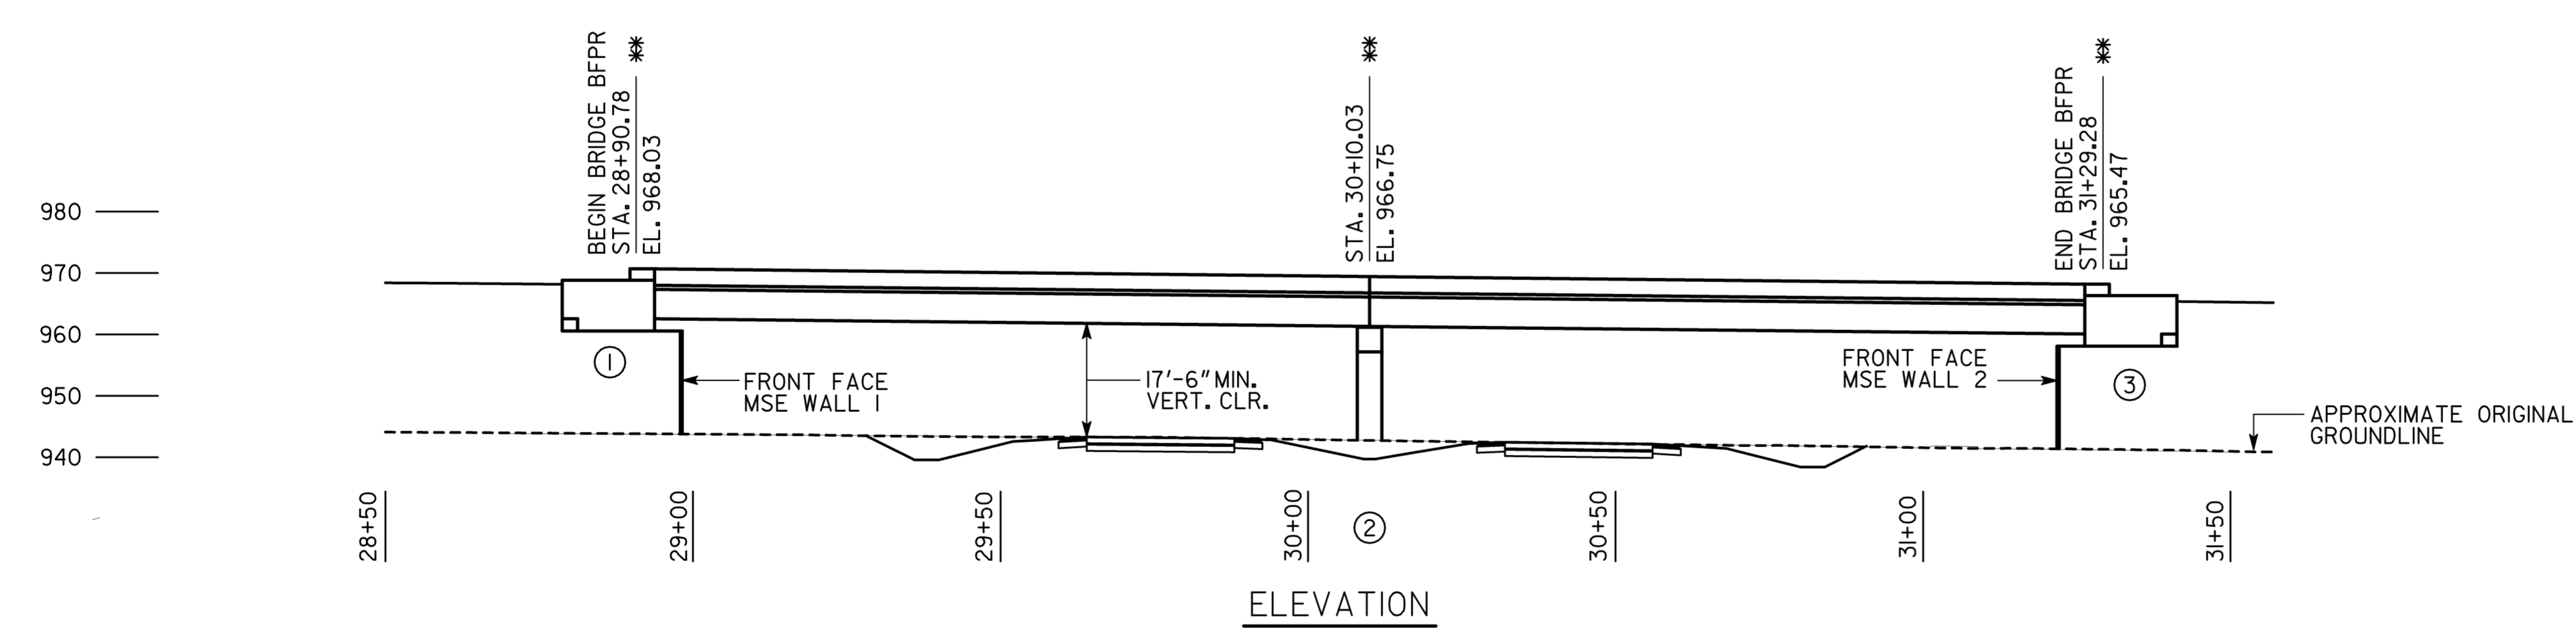 BEGIN BRIDGE BFPR
STA. 28+90.78
EL. 968.03
**
STA. 30+10.03
EL. 966.75
**
END BRIDGE BFPR
STA. 31+29.28
EL. 965.47
**
980
970
960
950
940
1
FRONT FACE
MSE WALL 1
17'-6" MIN.
VERT. CLR.
FRONT FACE
MSE WALL 2
3
APPROXIMATE ORIGINAL
GROUNDLINE
28+50
29+00
29+50
30+00
2
30+50
31+00
31+50
ELEVATION